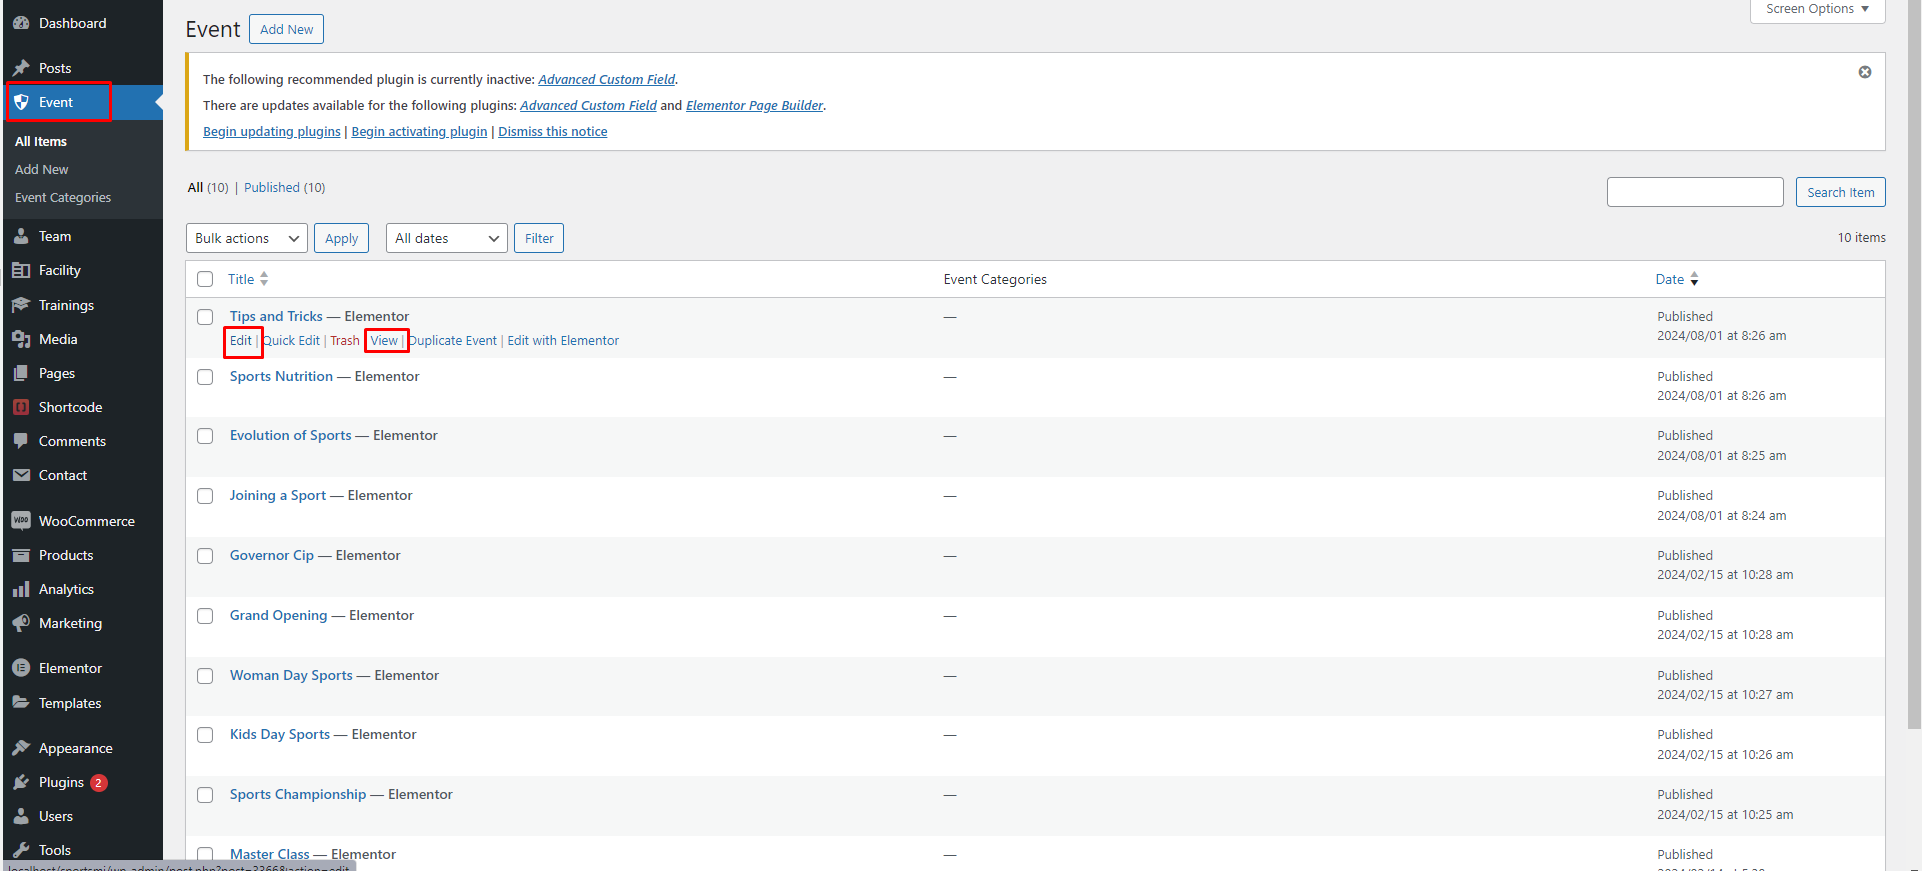 Dashboard
Posts
Event
All Items
Add New
Event Categories
Team
Facility
Trainings
Media
Pages
Shortcode
Comments
Contact
WooCommerce
Products
Analytics
Marketing
Elementor
Templates
Appearance
Plugins 2
Users
Tools
Screen Options
Event Add New
The following recommended plugin is currently inactive: Advanced Custom Field.
There are updates available for the following plugins: Advanced Custom Field and Elementor Page Builder.
Begin updating plugins | Begin activating plugin | Dismiss this notice
All (10) | Published (10)
Search Item
Bulk actions Apply All dates Filter
10 items
Title Event Categories Date
Tips and Tricks — Elementor — Published
Edit | Quick Edit | Trash View | Duplicate Event | Edit with Elementor 2024/08/01 at 8:26 am
Sports Nutrition — Elementor — Published
2024/08/01 at 8:26 am
Evolution of Sports — Elementor — Published
2024/08/01 at 8:25 am
Joining a Sport — Elementor — Published
2024/08/01 at 8:24 am
Governor Cip — Elementor — Published
2024/02/15 at 10:28 am
Grand Opening — Elementor — Published
2024/02/15 at 10:28 am
Woman Day Sports — Elementor — Published
2024/02/15 at 10:27 am
Kids Day Sports — Elementor — Published
2024/02/15 at 10:26 am
Sports Championship — Elementor — Published
2024/02/15 at 10:25 am
Master Class — Elementor — Published